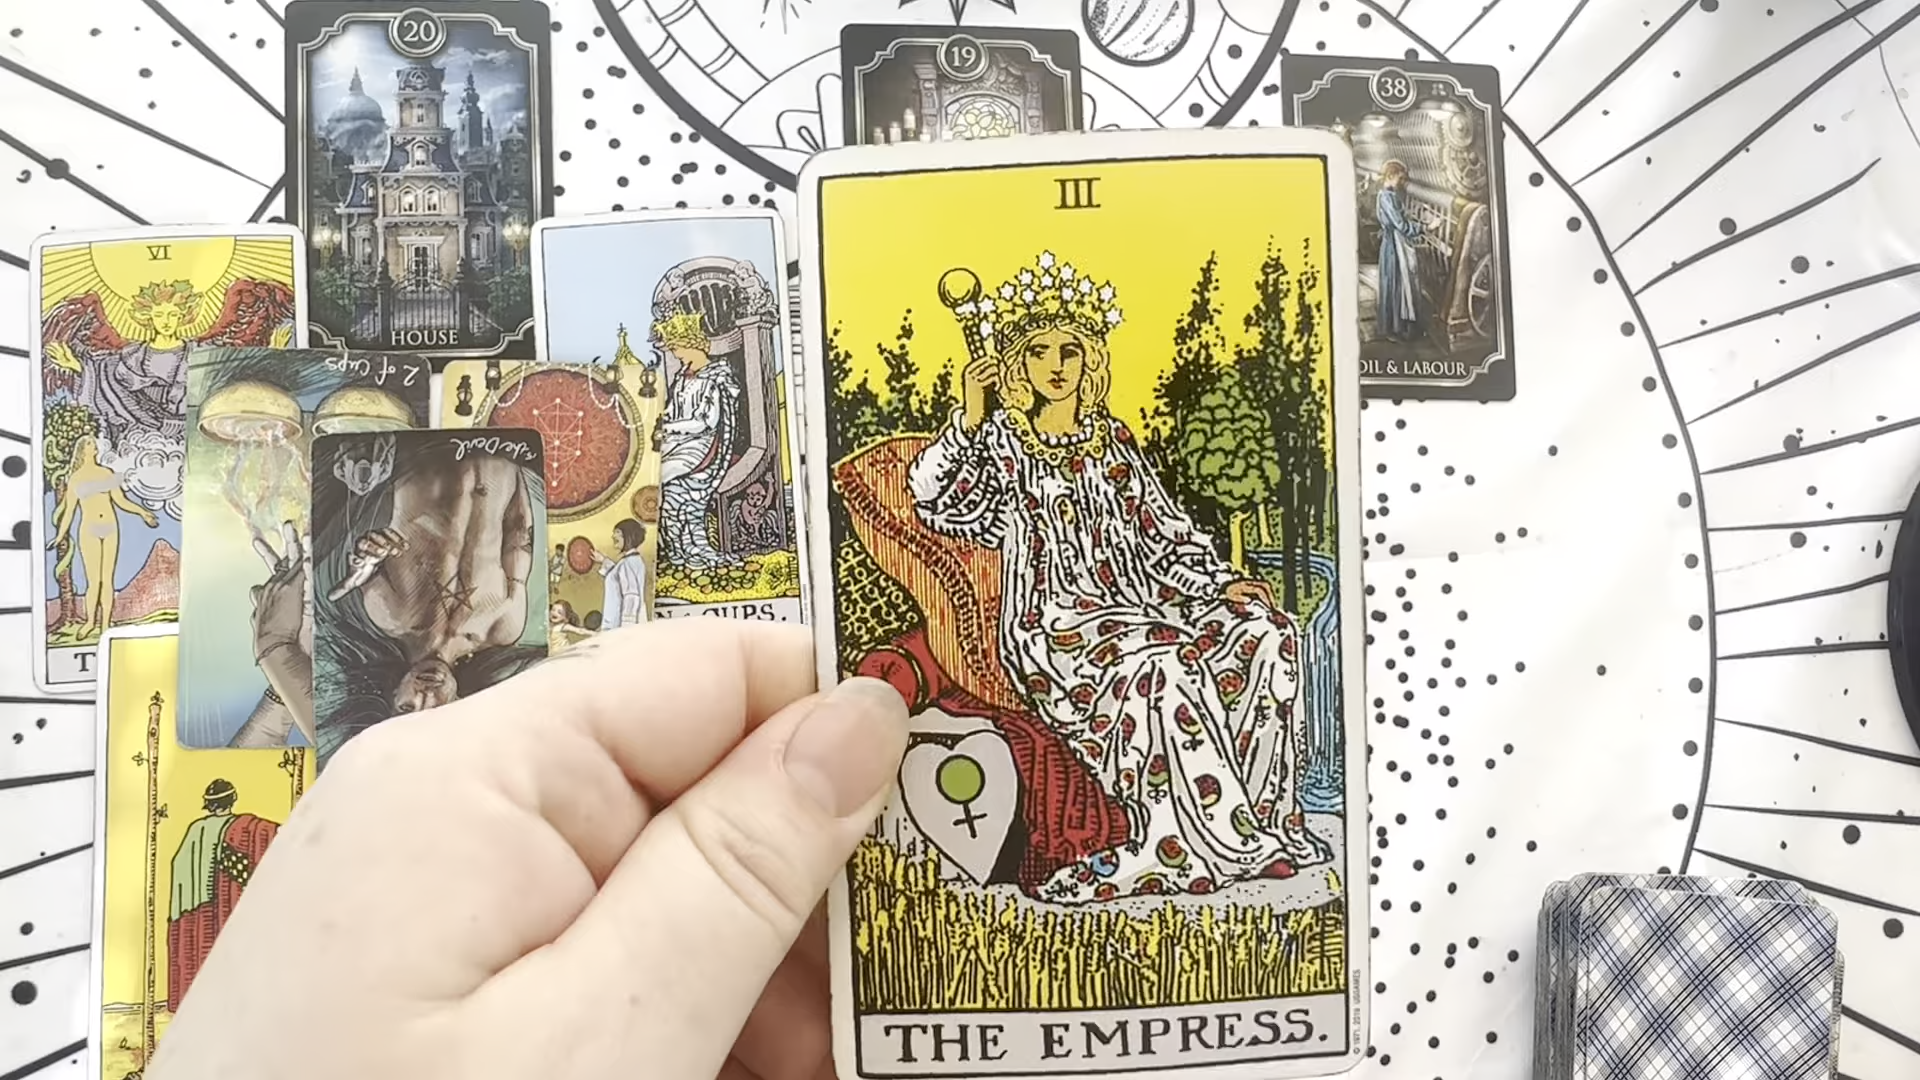 20
19
38
HOUSE
OIL & LABOUR
VI
2 of Cups
the Devil
CUPS.
III
THE EMPRESS.